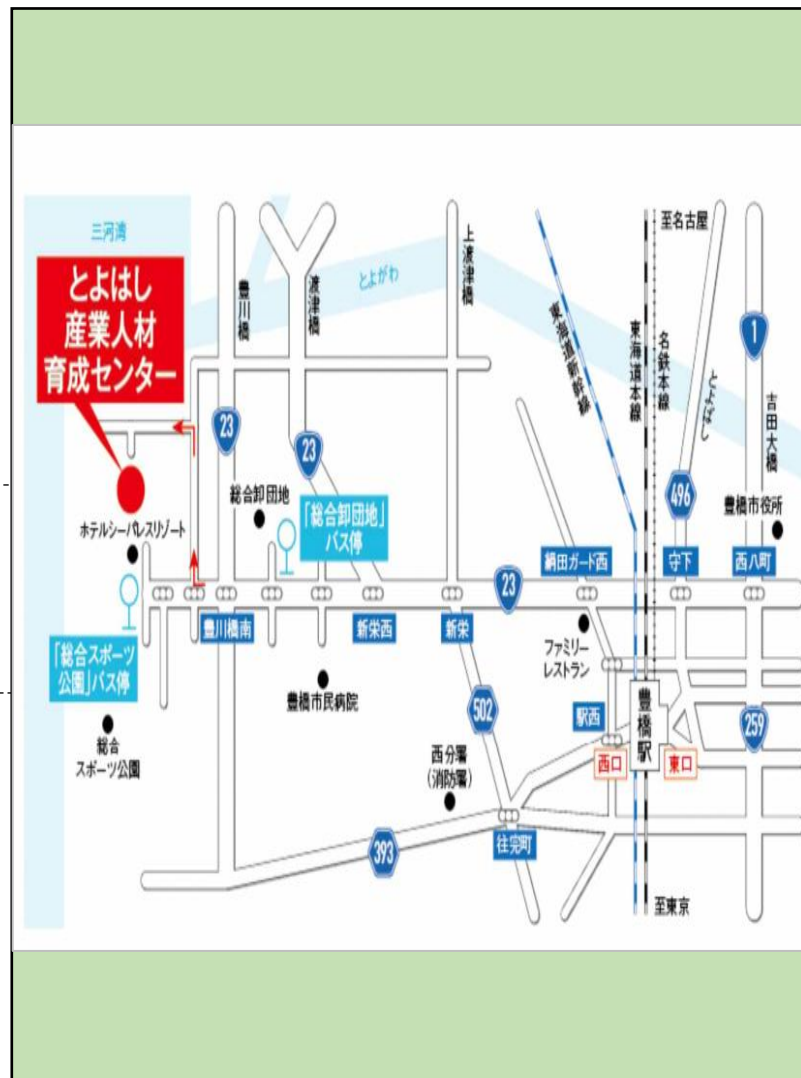 三河湾
とよはし
産業人材
育成センター
豊川橋
渡津橋
とよがわ
上渡津橋
東海道新幹線
至名古屋
東海道本線
名鉄本線
とよばし
1
吉田大橋
23
23
496
総合卸団地
「総合卸団地」
バス停
豊橋市役所
ホテルシーパレスリゾート
網田ガード西
守下
西八町
23
豊川橋南
新栄西
新栄
「総合スポーツ
公園」バス停
ファミリー
レストラン
豊橋市民病院
502
駅西
豊橋駅
259
総合
スポーツ公園
西分署
(消防署)
西口
東口
393
往完町
至東京